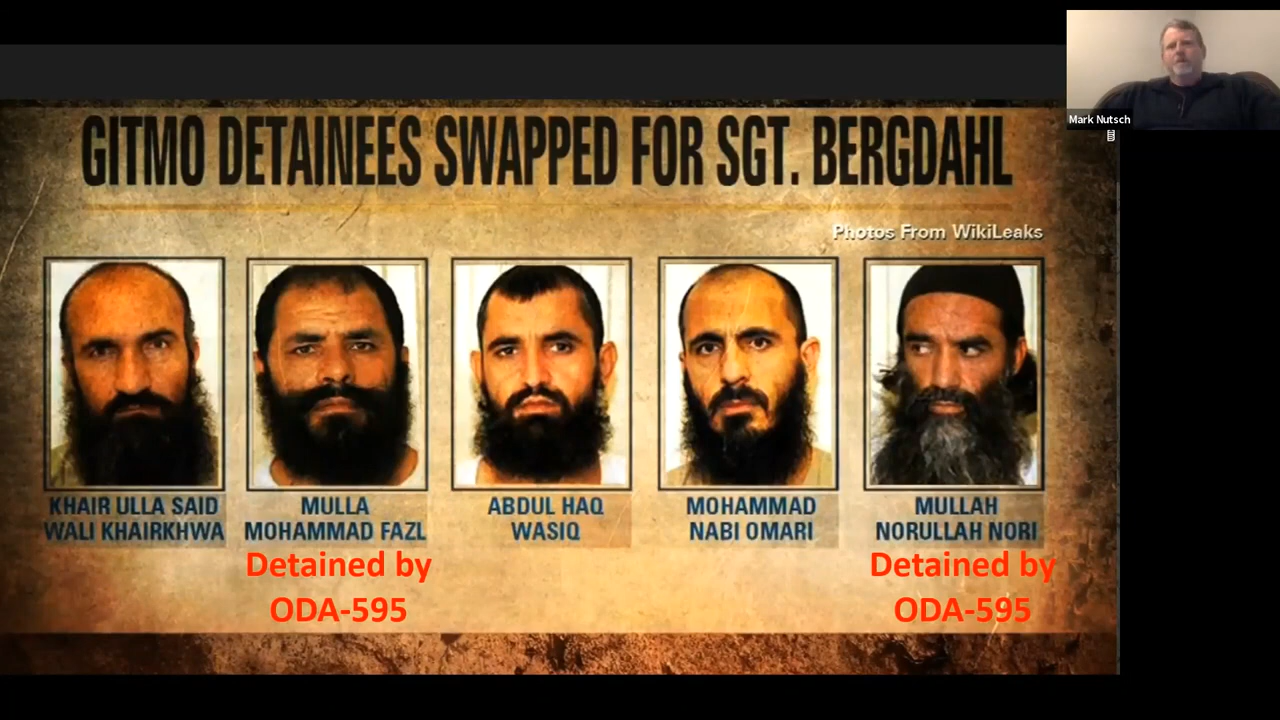 Mark Nutsch
GITMO DETAINEES SWAPPED FOR SGT. BERGDAHL
Photos From WikiLeaks
KHAIR ULLA SAID
WALI KHAIRKHWA
MULLA
MOHAMMAD FAZL
ABDUL HAQ
WASIQ
MOHAMMAD
NABI OMARI
MULLAH
NORULLAH NORI
Detained by
ODA-595
Detained by
ODA-595